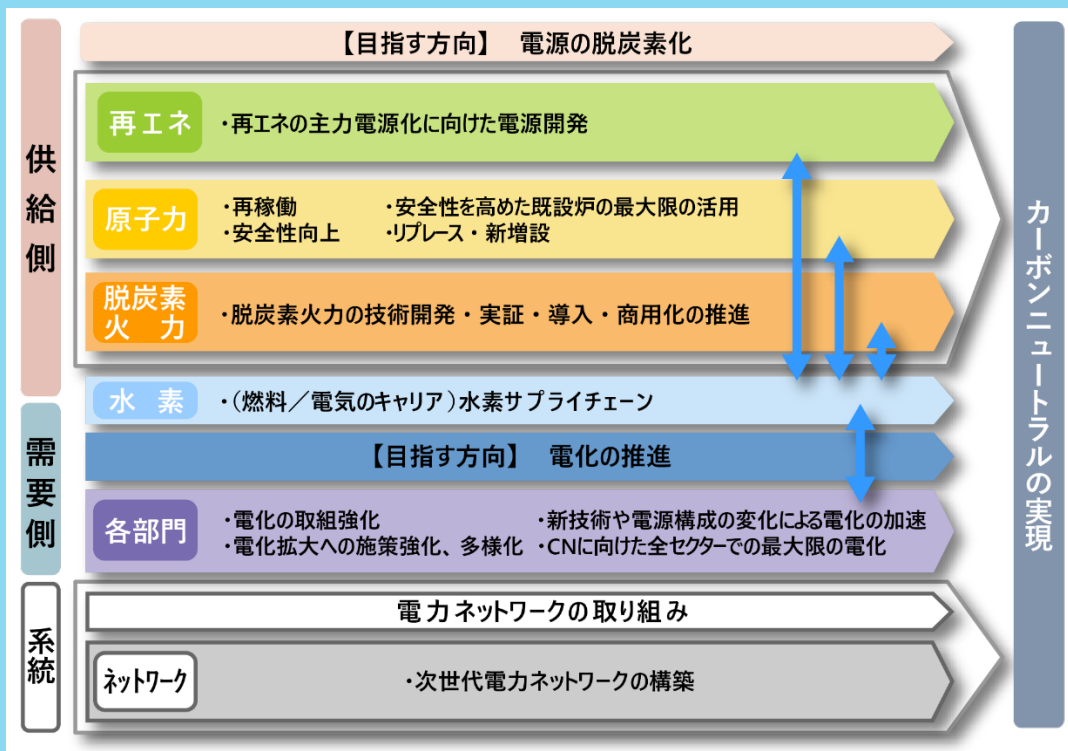 【目指す方向】 電源の脱炭素化
供給側
再エネ
・再エネの主力電源化に向けた電源開発
原子力
・再稼働 ・安全性を高めた既設炉の最大限の活用
・安全性向上 ・リプレース・新増設
脱炭素
火力
・脱炭素火力の技術開発・実証・導入・商用化の推進
水素
・（燃料／電気のキャリア）水素サプライチェーン
需要側
【目指す方向】 電化の推進
各部門
・電化の取組強化 ・新技術や電源構成の変化による電化の加速
・電化拡大への施策強化、多様化 ・CNに向けた全セクターでの最大限の電化
系統
電力ネットワークの取り組み
ネットワーク
・次世代電力ネットワークの構築
カーボンニュートラルの実現